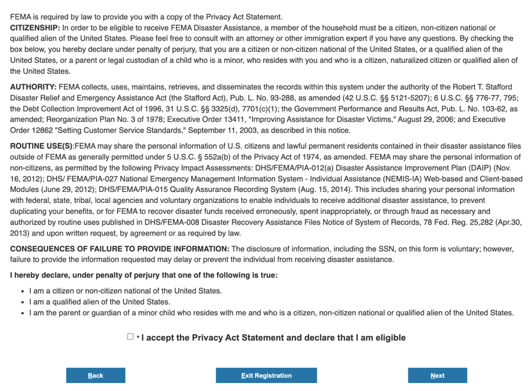 FEMA is required by law to provide you with a copy of the Privacy Act Statement.
CITIZENSHIP: In order to be eligible to receive FEMA Disaster Assistance, a member of the household must be a citizen, non-citizen national or
qualified alien of the United States. Please feel free to consult with an attorney or other immigration expert if you have any questions. By checking the
box below, you hereby declare under penalty of perjury, that you are a citizen or non-citizen national of the United States, or a qualified alien of the
United States, or a parent or legal custodian of a child who is a minor, who resides with you and who is a citizen, naturalized citizen or qualified alien of
the United States.
AUTHORITY: FEMA collects, uses, maintains, retrieves, and disseminates the records within this system under the authority of the Robert T. Stafford
Disaster Relief and Emergency Assistance Act (the Stafford Act), Pub. L. No. 93-288, as amended (42 U.S.C. §§ 5121-5207); 6 U.S.C. §§ 776-77, 795;
the Debt Collection Improvement Act of 1996, 31 U.S.C. §§ 3325(d), 7701(c)(1); the Government Performance and Results Act, Pub. L. No. 103-62, as
amended; Reorganization Plan No. 3 of 1978; Executive Order 13411, "Improving Assistance for Disaster Victims," August 29, 2006; and Executive
Order 12862 "Setting Customer Service Standards," September 11, 2003, as described in this notice.
ROUTINE USE(S):FEMA may share the personal information of U.S. citizens and lawful permanent residents contained in their disaster assistance files
outside of FEMA as generally permitted under 5 U.S.C. § 552a(b) of the Privacy Act of 1974, as amended. FEMA may share the personal information of
non-citizens, as permitted by the following Privacy Impact Assessments: DHS/FEMA/PIA-012(a) Disaster Assistance Improvement Plan (DAIP) (Nov.
16, 2012); DHS/ FEMA/PIA-027 National Emergency Management Information System - Individual Assistance (NEMIS-IA) Web-based and Client-based
Modules (June 29, 2012); DHS/FEMA/PIA-015 Quality Assurance Recording System (Aug. 15, 2014). This includes sharing your personal information
with federal, state, tribal, local agencies and voluntary organizations to enable individuals to receive additional disaster assistance, to prevent
duplicating your benefits, or for FEMA to recover disaster funds received erroneously, spent inappropriately, or through fraud as necessary and
authorized by routine uses published in DHS/FEMA-008 Disaster Recovery Assistance Files Notice of System of Records, 78 Fed. Reg. 25,282 (Apr.30,
2013) and upon written request, by agreement or as required by law.
CONSEQUENCES OF FAILURE TO PROVIDE INFORMATION: The disclosure of information, including the SSN, on this form is voluntary; however,
failure to provide the information requested may delay or prevent the individual from receiving disaster assistance.
I hereby declare, under penalty of perjury that one of the following is true:
• I am a citizen or non-citizen national of the United States.
• I am a qualified alien of the United States.
• I am the parent or guardian of a minor child who resides with me and who is a citizen, non-citizen national or qualified alien of the United States.
* I accept the Privacy Act Statement and declare that I am eligible
Back Exit Registration Next